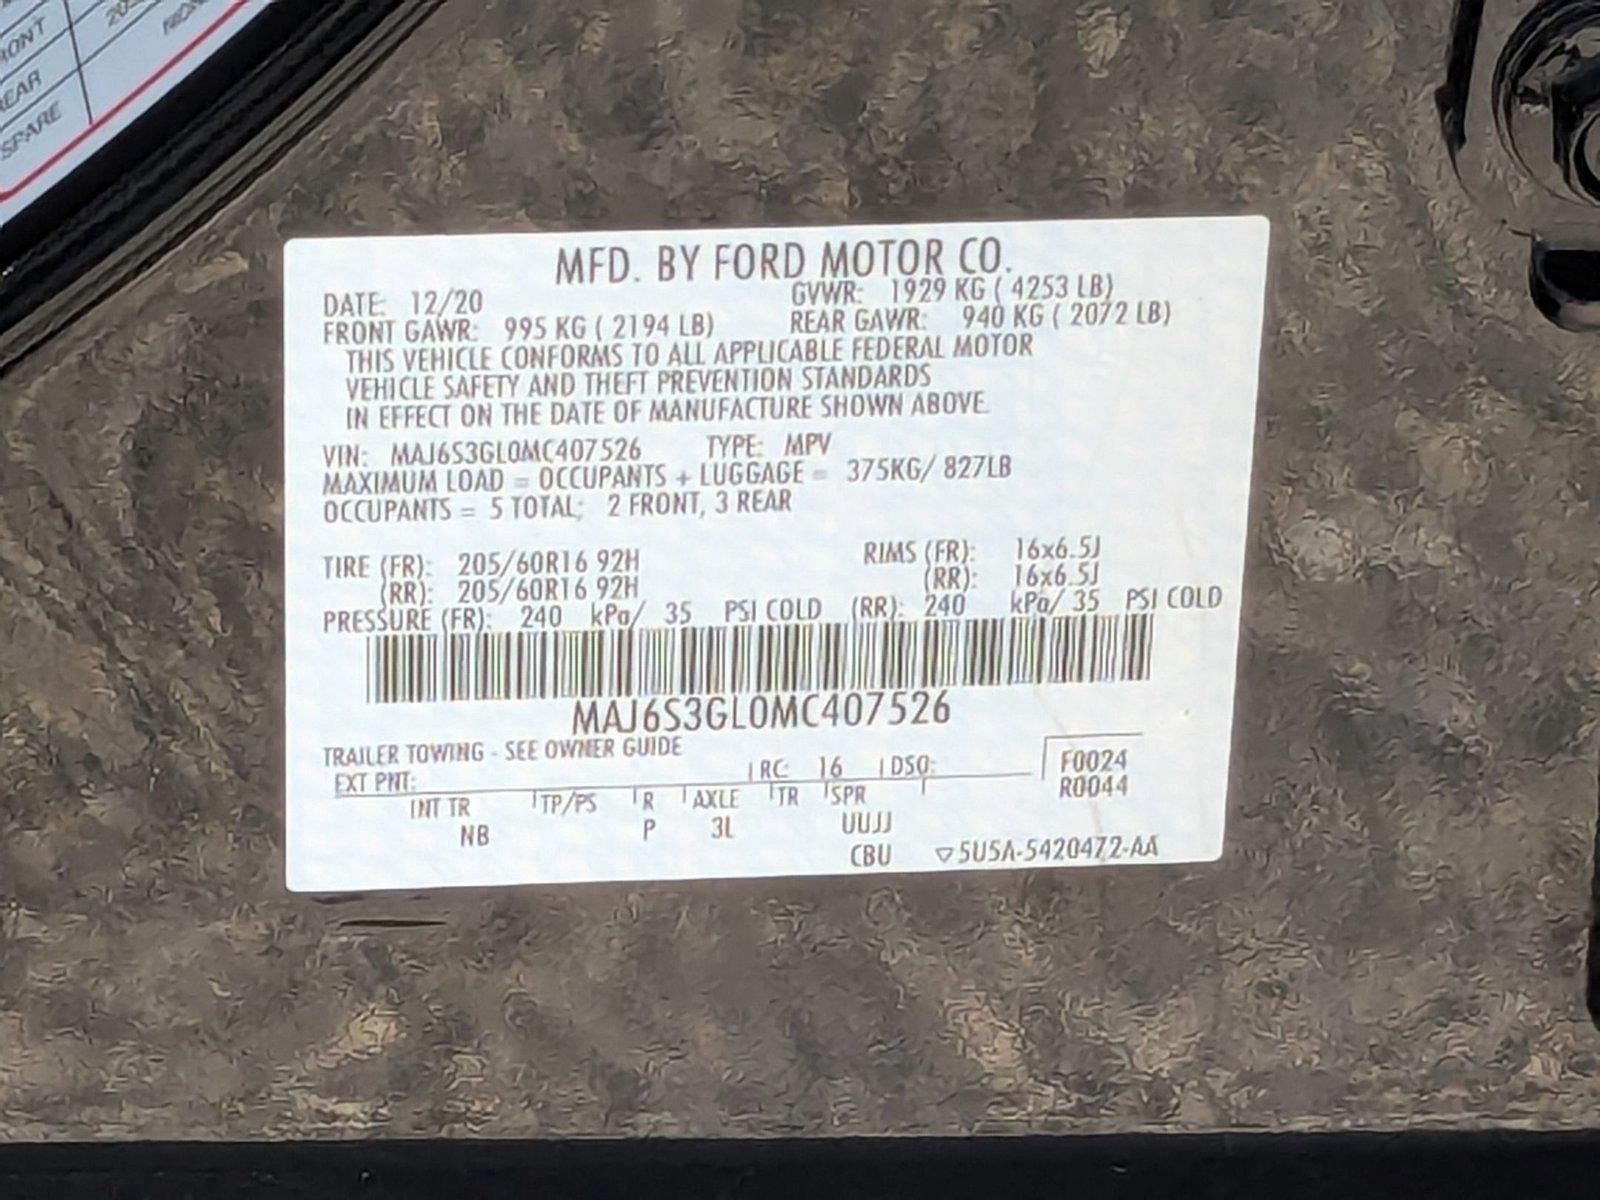 FRONT
REAR
SPARE
MFD. BY FORD MOTOR CO.
DATE: 12/20 GVWR: 1929 KG ( 4253 LB)
FRONT GAWR: 995 KG ( 2194 LB) REAR GAWR: 940 KG ( 2072 LB)
THIS VEHICLE CONFORMS TO ALL APPLICABLE FEDERAL MOTOR
VEHICLE SAFETY AND THEFT PREVENTION STANDARDS
IN EFFECT ON THE DATE OF MANUFACTURE SHOWN ABOVE.
VIN: MAJ6S3GL0MC407526 TYPE: MPV
MAXIMUM LOAD = OCCUPANTS + LUGGAGE = 375KG/ 827LB
OCCUPANTS = 5 TOTAL; 2 FRONT, 3 REAR
TIRE (FR): 205/60R16 92H RIMS (FR): 16x6.5J
(RR): 205/60R16 92H (RR): 16x6.5J
PRESSURE (FR): 240 kPa/ 35 PSI COLD (RR): 240 kPa/ 35 PSI COLD
MAJ6S3GL0MC407526
TRAILER TOWING - SEE OWNER GUIDE
EXT PNT: RC: 16 DSO: F0024
R0044
INT TR TP/PS R AXLE TR SPR
NB P 3L UUJJ
CBU ▽5U5A-5420472-AA